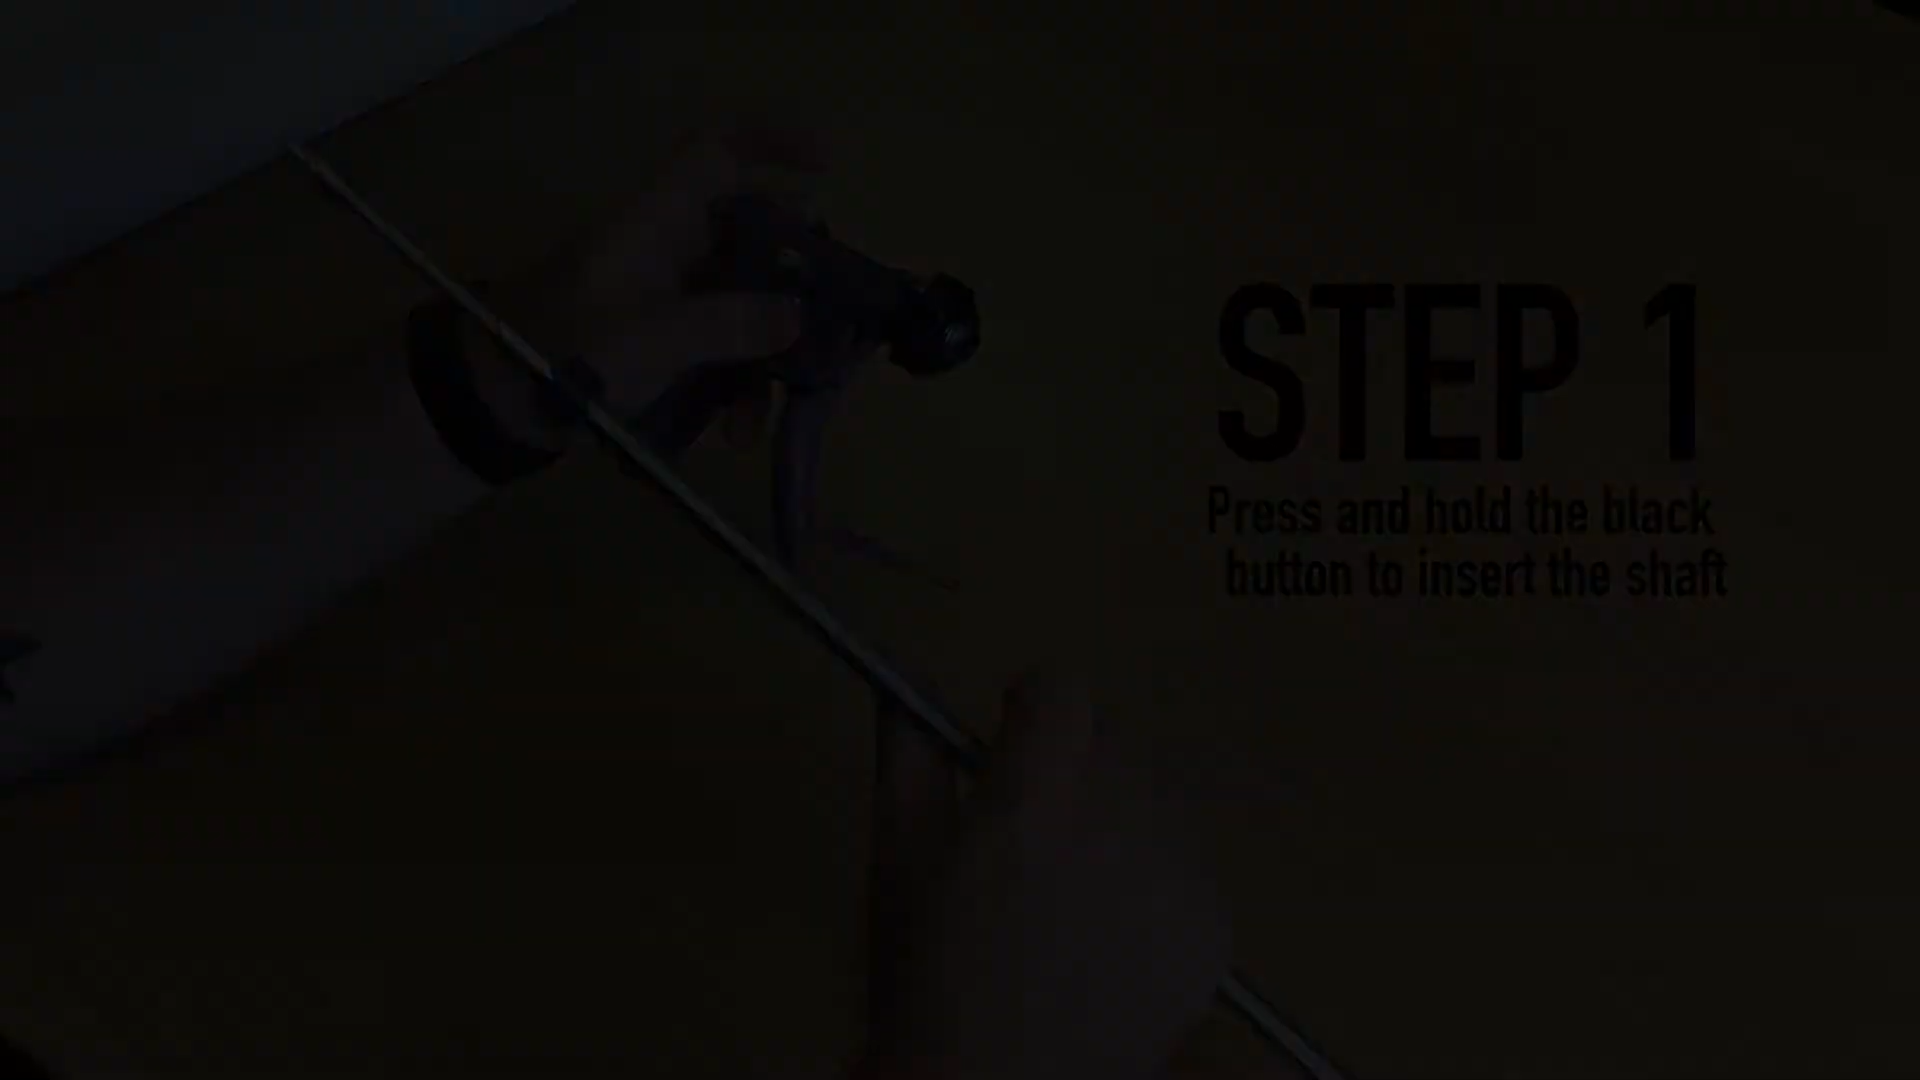 STEP 1
Press and hold the black
button to insert the shaft